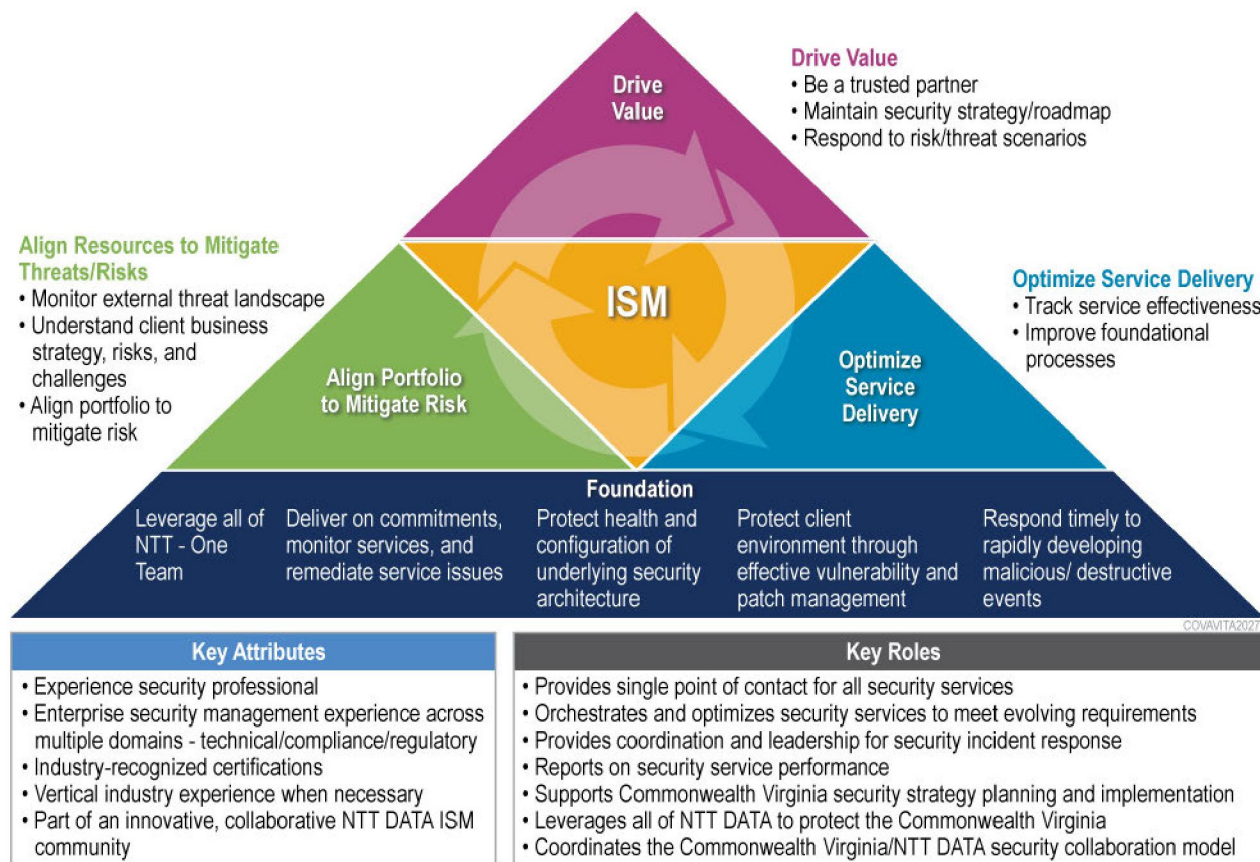 Drive
Value
Drive Value
• Be a trusted partner
• Maintain security strategy/roadmap
• Respond to risk/threat scenarios
Align Resources to Mitigate
Threats/Risks
• Monitor external threat landscape
• Understand client business
strategy, risks, and
challenges
• Align portfolio to
mitigate risk
ISM
Align Portfolio
to Mitigate Risk
Optimize
Service
Delivery
Optimize Service Delivery
• Track service effectiveness
• Improve foundational
processes
Foundation
Leverage all of
NTT - One
Team
Deliver on commitments,
monitor services, and
remediate service issues
Protect health and
configuration of
underlying security
architecture
Protect client
environment through
effective vulnerability and
patch management
Respond timely to
rapidly developing
malicious/ destructive
events
COVAVITA2027
Key Attributes
• Experience security professional
• Enterprise security management experience across
multiple domains - technical/compliance/regulatory
• Industry-recognized certifications
• Vertical industry experience when necessary
• Part of an innovative, collaborative NTT DATA ISM
community
Key Roles
• Provides single point of contact for all security services
• Orchestrates and optimizes security services to meet evolving requirements
• Provides coordination and leadership for security incident response
• Reports on security service performance
• Supports Commonwealth Virginia security strategy planning and implementation
• Leverages all of NTT DATA to protect the Commonwealth Virginia
• Coordinates the Commonwealth Virginia/NTT DATA security collaboration model